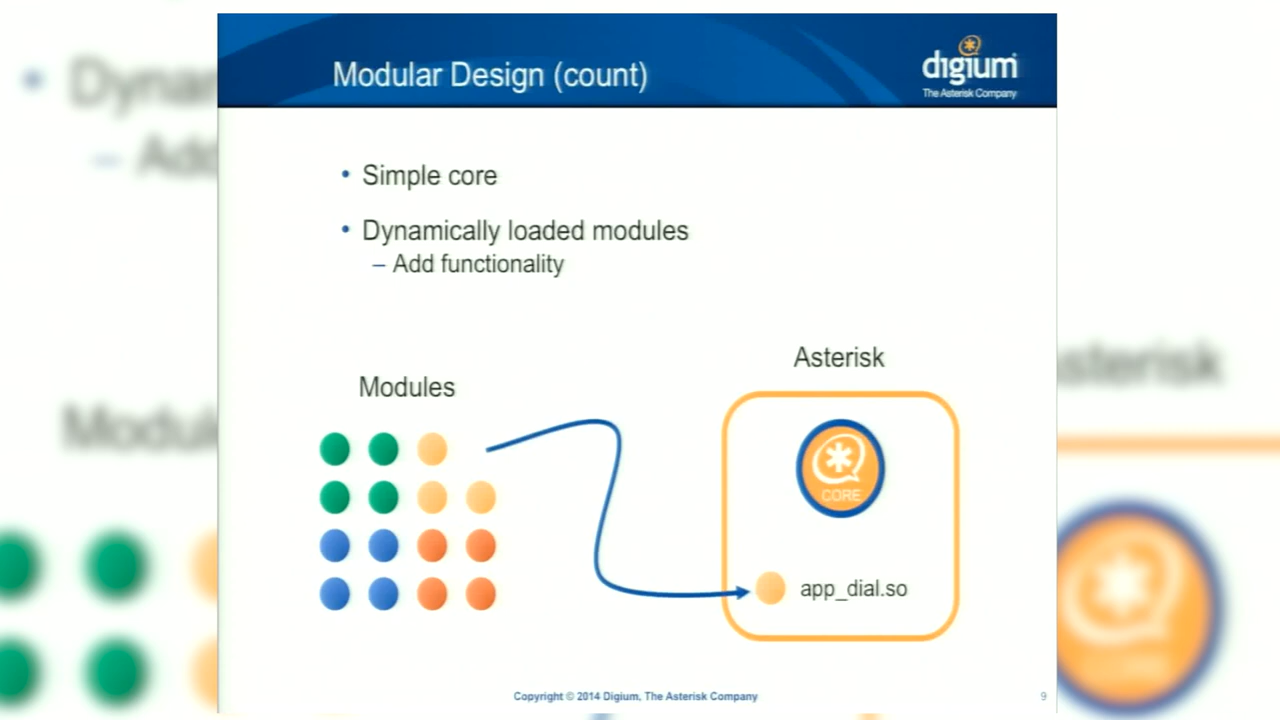 Modular Design (count)
digium
The Asterisk Company
• Simple core
• Dynamically loaded modules
– Add functionality
Asterisk
Modules
CORE
app_dial.so
Copyright © 2014 Digium, The Asterisk Company
9